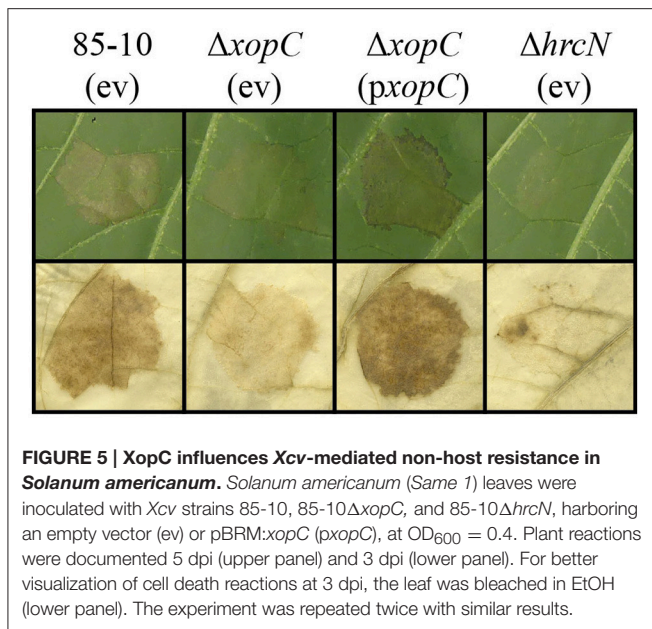 85-10 ΔxopC ΔxopC ΔhrcN
(ev) (ev) (pxopC) (ev)
FIGURE 5 | XopC influences Xcv-mediated non-host resistance in
Solanum americanum. Solanum americanum (Same 1) leaves were
inoculated with Xcv strains 85-10, 85-10ΔxopC, and 85-10ΔhrcN, harboring
an empty vector (ev) or pBRM:xopC (pxopC), at OD600 = 0.4. Plant reactions
were documented 5 dpi (upper panel) and 3 dpi (lower panel). For better
visualization of cell death reactions at 3 dpi, the leaf was bleached in EtOH
(lower panel). The experiment was repeated twice with similar results.